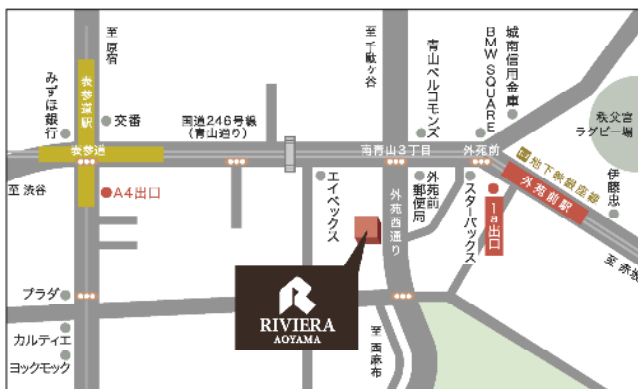 至 原宿
至 千駄ヶ谷
みずほ銀行
表参道駅
交番
国道246号線
(青山通り)
青山ベルコモンズ
BMW SQUARE
城南信用金庫
秩父宮
ラグビー場
表参道
南青山3丁目
外苑前
地下鉄銀座線
外苑前駅
伊藤忠
至 渋谷
A4出口
エイベックス
外苑西通り
外苑前
郵便局
スターバックス
1a出口
至 赤坂
プラダ
カルティエ
ヨックモック
RIVIERA
AOYAMA
至 西麻布